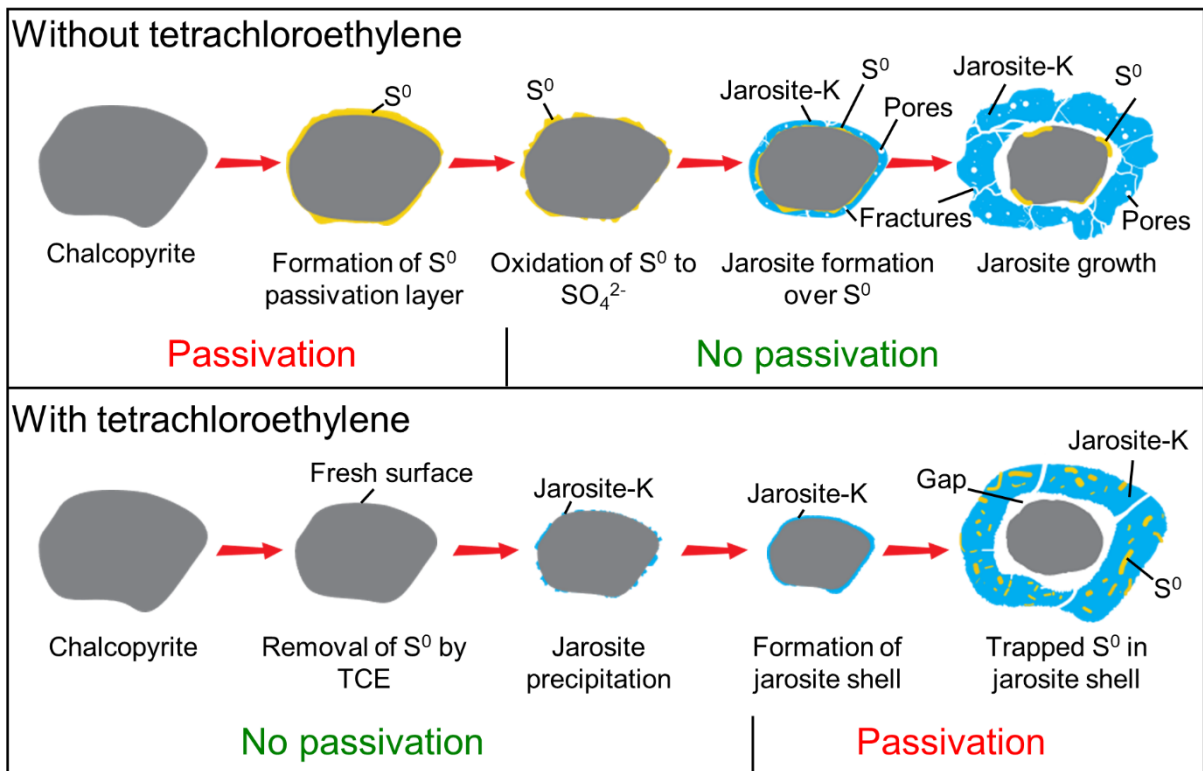 Without tetrachloroethylene
S⁰
S⁰
Jarosite-K
S⁰
Pores
Jarosite-K
S⁰
Fractures
Pores
Chalcopyrite
Formation of S⁰
passivation layer
Oxidation of S⁰ to
SO₄²⁻
Jarosite formation
over S⁰
Jarosite growth
Passivation
No passivation
With tetrachloroethylene
Fresh surface
Jarosite-K
Jarosite-K
Gap
Jarosite-K
S⁰
Chalcopyrite
Removal of S⁰ by
TCE
Jarosite
precipitation
Formation of
jarosite shell
Trapped S⁰ in
jarosite shell
No passivation
Passivation